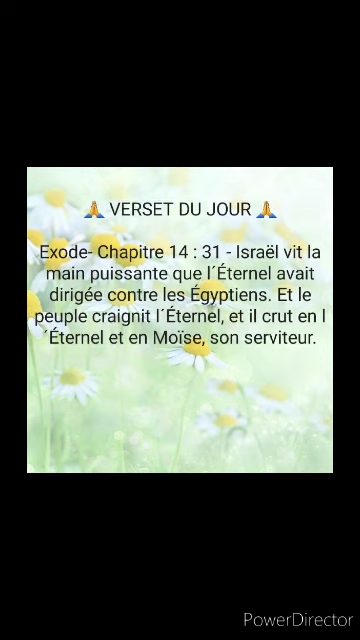 🙏 VERSET DU JOUR 🙏
Exode- Chapitre 14 : 31 - Israël vit la
main puissante que l´Éternel avait
dirigée contre les Égyptiens. Et le
peuple craignit l´Éternel, et il crut en l
´Éternel et en Moïse, son serviteur.
PowerDirector